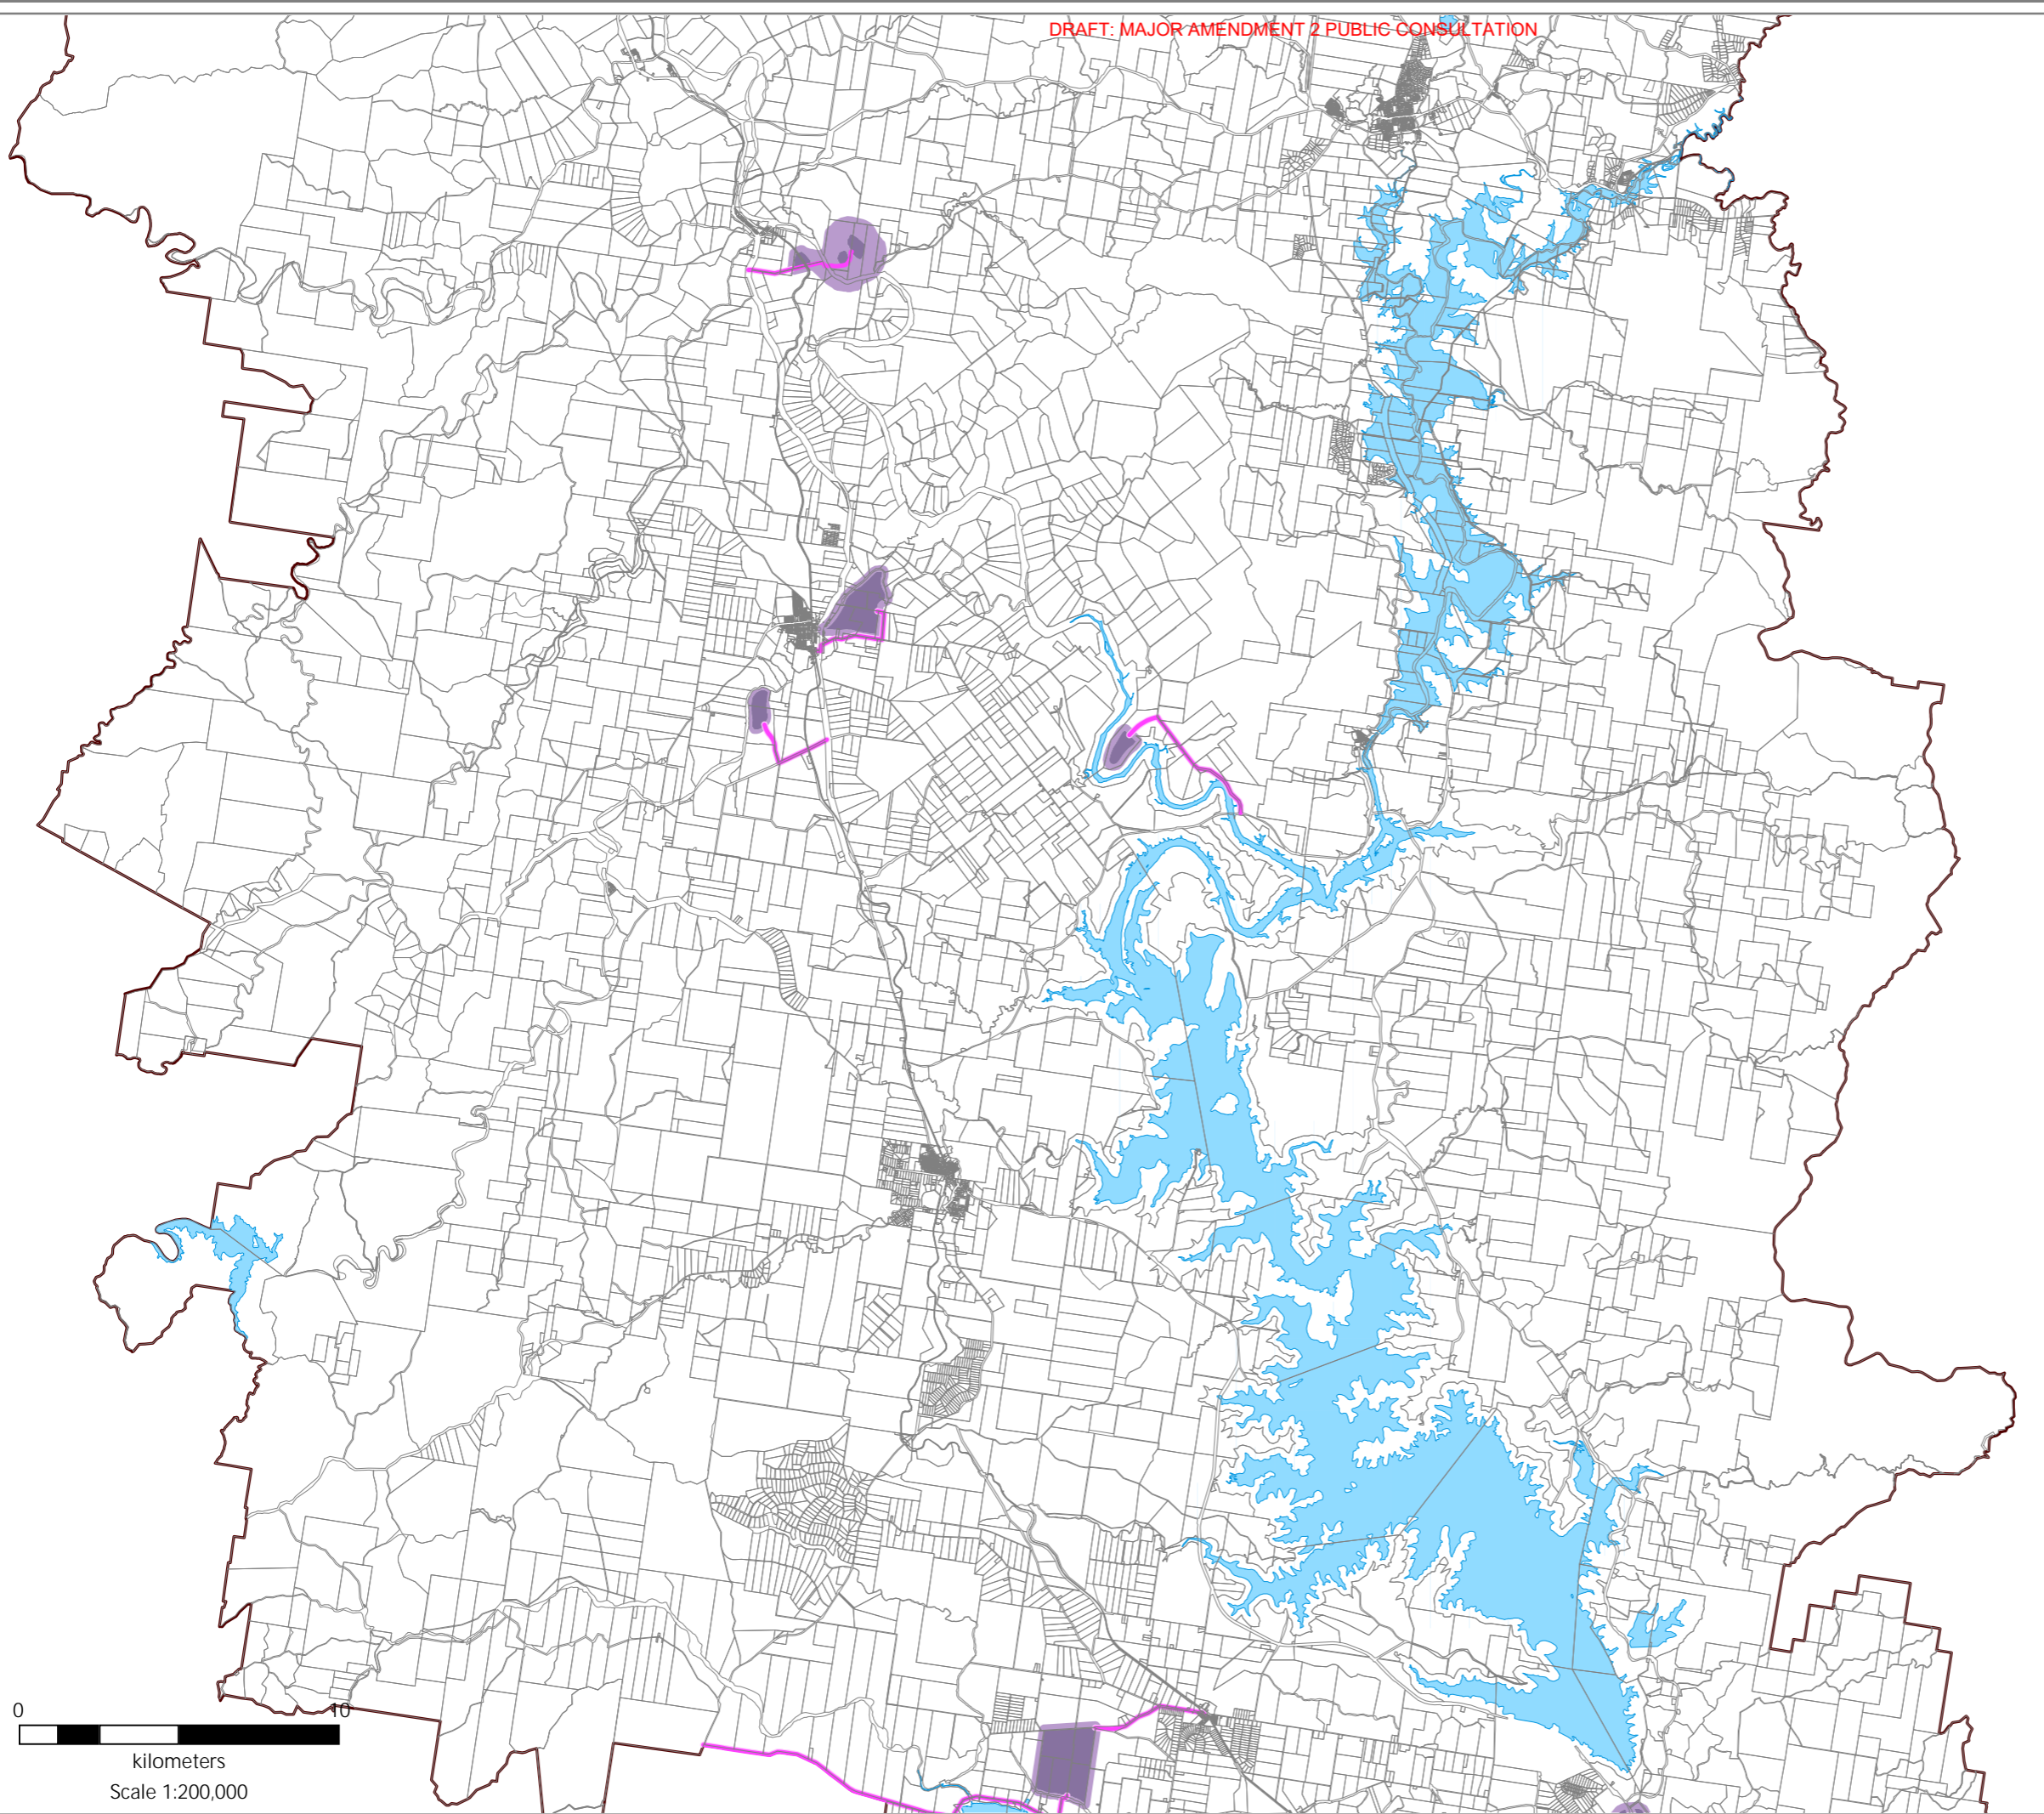 DRAFT: MAJOR AMENDMENT 2 PUBLIC CONSULTATION
0 10
kilometers
Scale 1:200,000